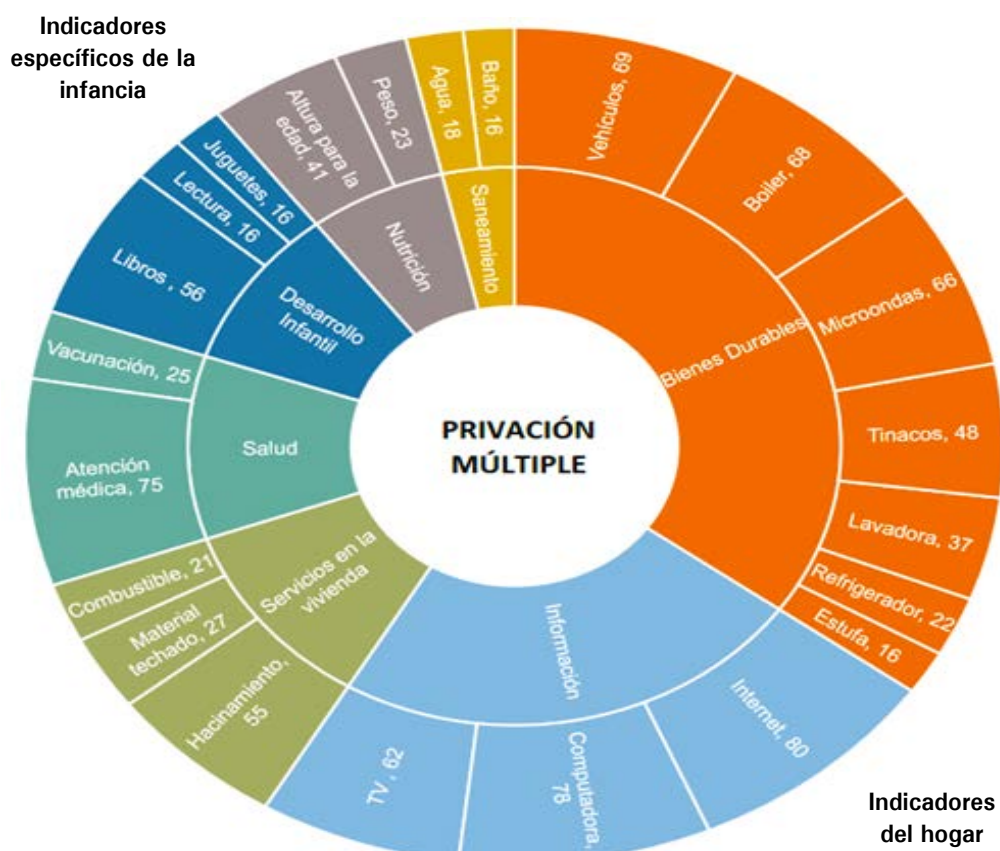 Indicadores
específicos de la
infancia
PRIVACIÓN
MÚLTIPLE
Bienes Durables
Vehículos, 69
Boiler, 68
Microondas, 66
Tinacos, 48
Lavadora, 37
Refrigerador, 22
Estufa, 16
Información
Internet, 80
Computadora,
78
TV , 62
Servicios en la
vivienda
Hacinamiento,
55
Material
techado, 27
Combustible, 21
Salud
Atención
médica, 75
Vacunación, 25
Desarrollo
Infantil
Libros , 56
Lectura, 16
Juguetes, 16
Nutrición
Altura para la
edad, 41
Peso, 23
Saneamiento
Agua, 18
Baño, 16
Indicadores
del hogar